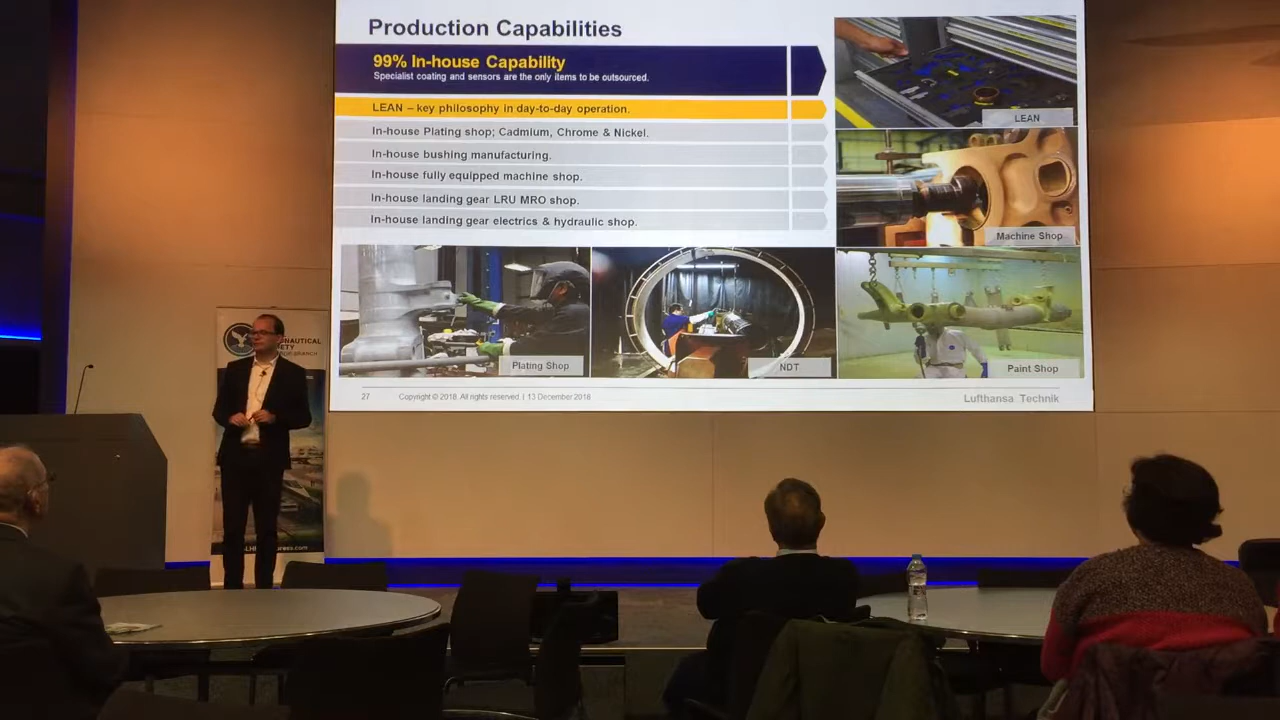 Production Capabilities
99% In-house Capability
Specialist coating and sensors are the only items to be outsourced.
LEAN – key philosophy in day-to-day operation.
In-house Plating shop; Cadmium, Chrome & Nickel.
In-house bushing manufacturing.
In-house fully equipped machine shop.
In-house landing gear LRU MRO shop.
In-house landing gear electrics & hydraulic shop.
LEAN
Machine Shop
Plating Shop
NDT
Paint Shop
27
Copyright © 2018. All rights reserved. | 13 December 2018
Lufthansa Technik